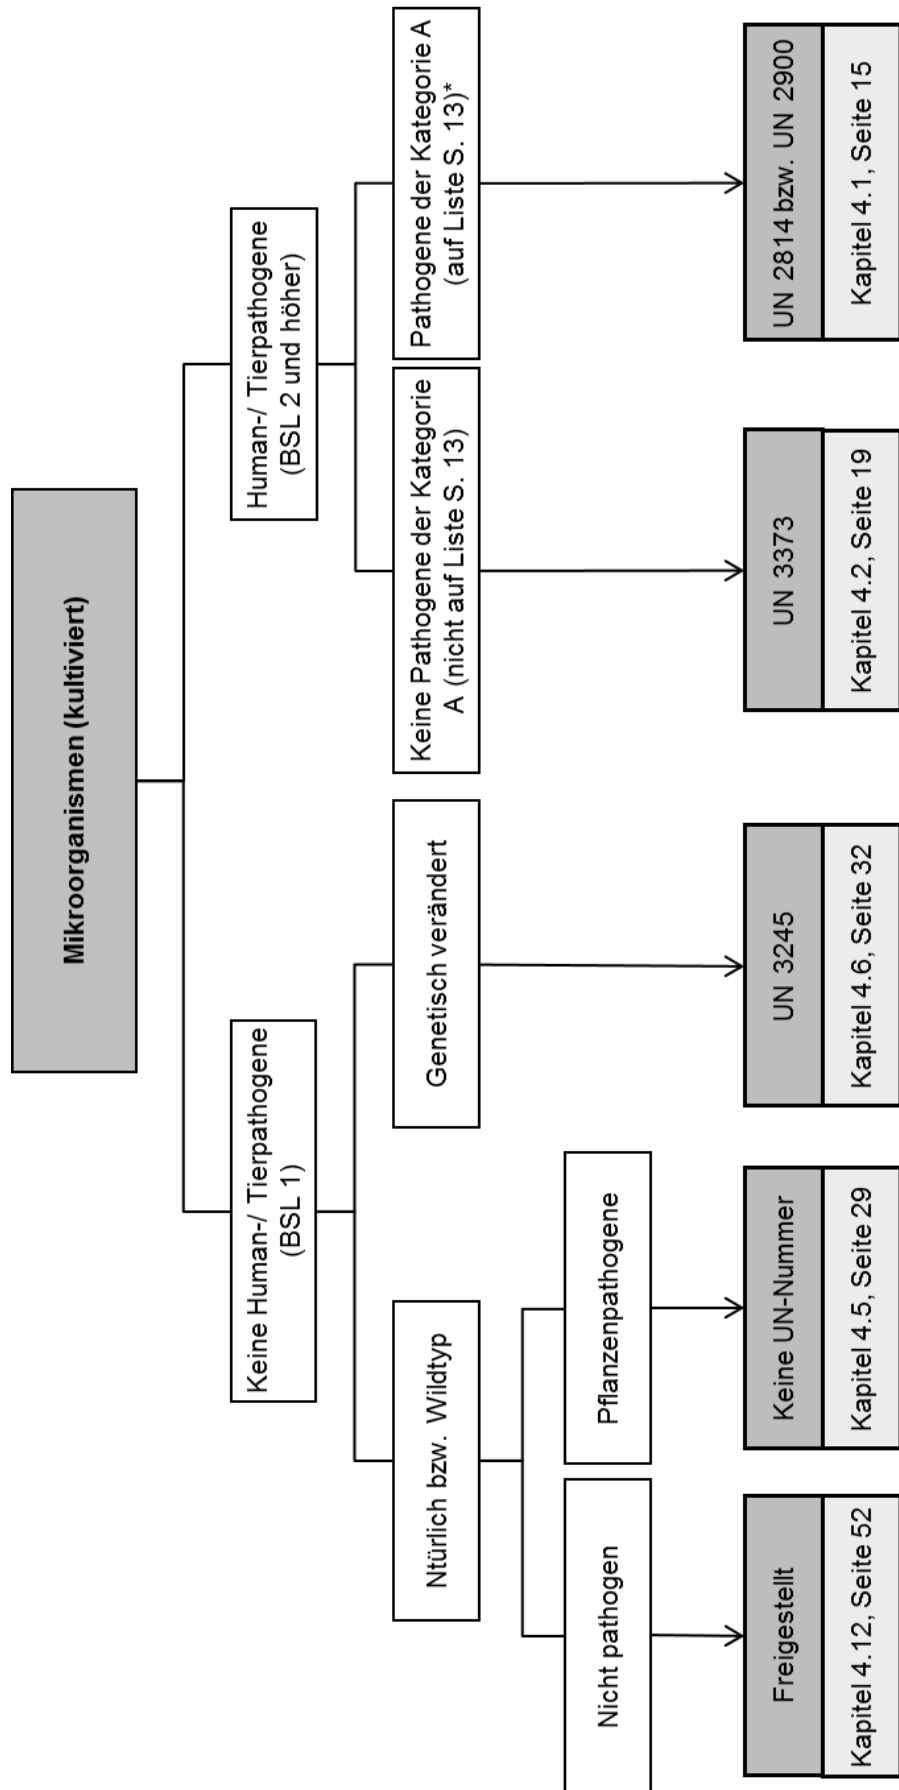 Mikroorganismen (kultiviert)
Keine Human-/ Tierpathogene
(BSL 1)
Human-/ Tierpathogene
(BSL 2 und höher)
Ntürlich bzw. Wildtyp
Genetisch verändert
Keine Pathogene der Kategorie
A (nicht auf Liste S. 13)
Pathogene der Kategorie A
(auf Liste S. 13)*
Nicht pathogen
Pflanzenpathogene
Freigestellt
Kapitel 4.12, Seite 52
Keine UN-Nummer
Kapitel 4.5, Seite 29
UN 3245
Kapitel 4.6, Seite 32
UN 3373
Kapitel 4.2, Seite 19
UN 2814 bzw. UN 2900
Kapitel 4.1, Seite 15